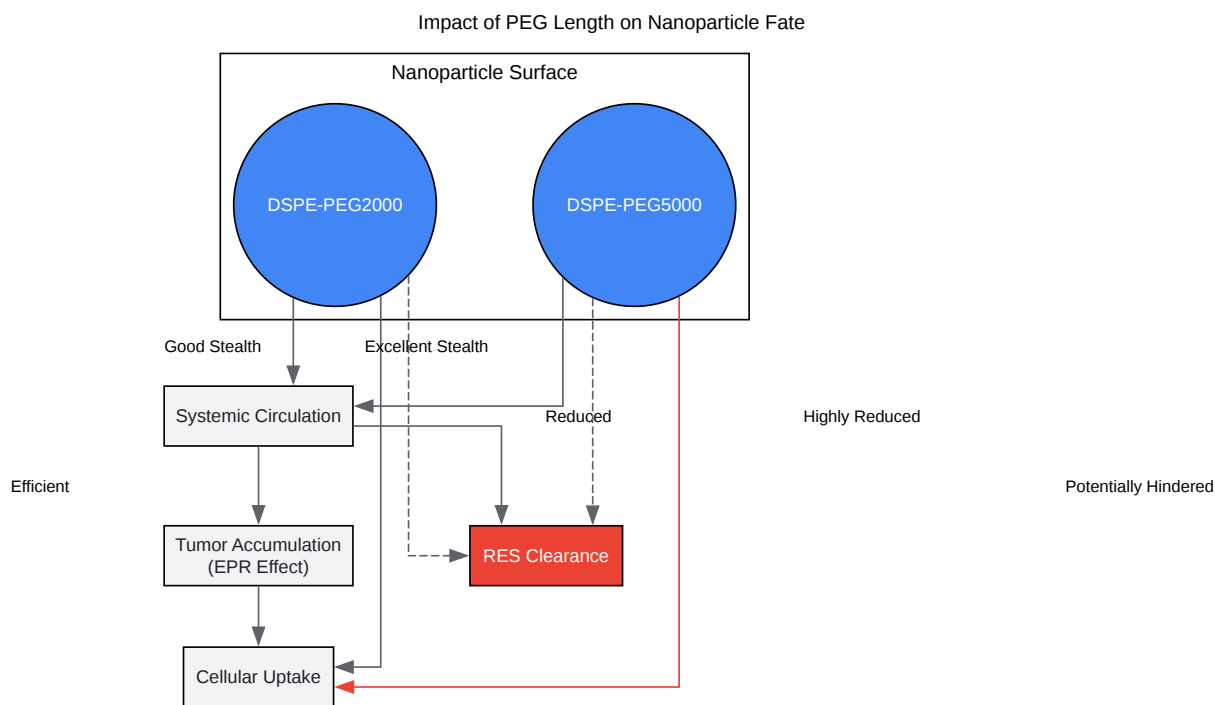 Impact of PEG Length on Nanoparticle Fate
Nanoparticle Surface
DSPE-PEG2000
DSPE-PEG5000
Good Stealth
Excellent Stealth
Systemic Circulation
Reduced
Highly Reduced
Efficient
Potentially Hindered
Tumor Accumulation
(EPR Effect)
RES Clearance
Cellular Uptake